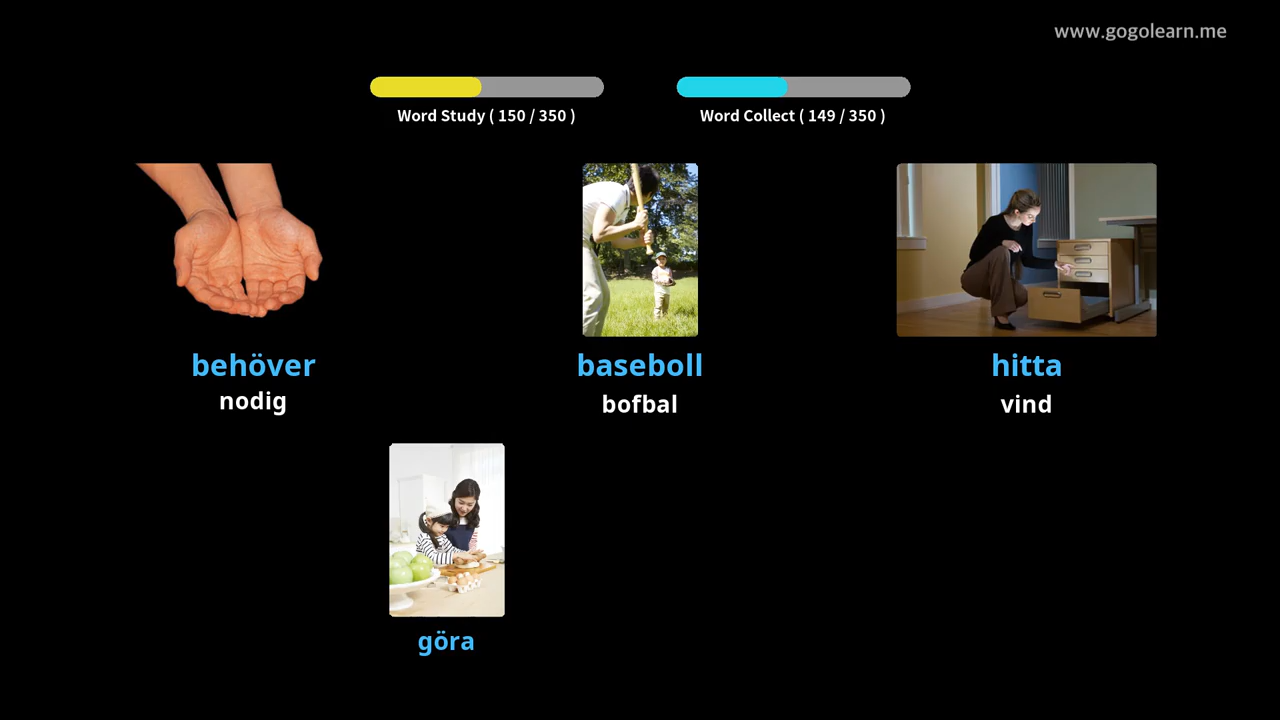 www.gogolearn.me
Word Study ( 150 / 350 )
Word Collect ( 149 / 350 )
behöver
nodig
baseboll
bofbal
hitta
vind
göra